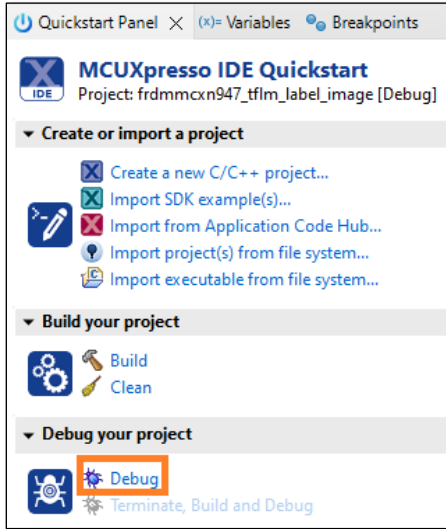 Quickstart Panel (x)= Variables Breakpoints
IDE
MCUXpresso IDE Quickstart
Project: frdmmcxn947_tflm_label_image [Debug]
Create or import a project
Create a new C/C++ project...
Import SDK example(s)...
Import from Application Code Hub...
Import project(s) from file system...
Import executable from file system...
Build your project
Build
Clean
Debug your project
Debug
Terminate, Build and Debug